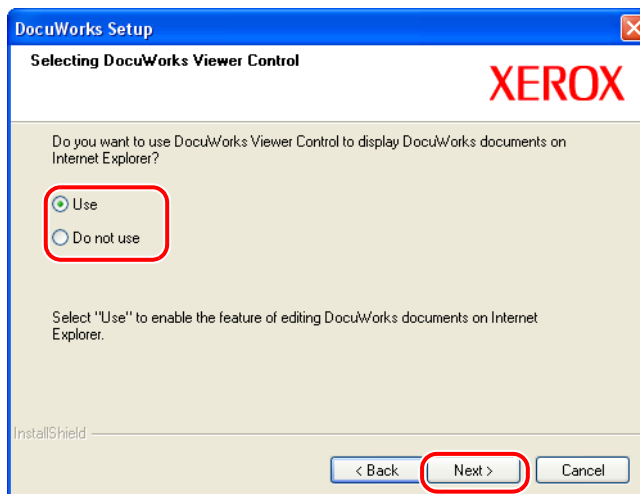 DocuWorks Setup
Selecting DocuWorks Viewer Control
XEROX
Do you want to use DocuWorks Viewer Control to display DocuWorks documents on
Internet Explorer?
Use
Do not use
Select "Use" to enable the feature of editing DocuWorks documents on Internet
Explorer.
InstallShield
< Back Next > Cancel